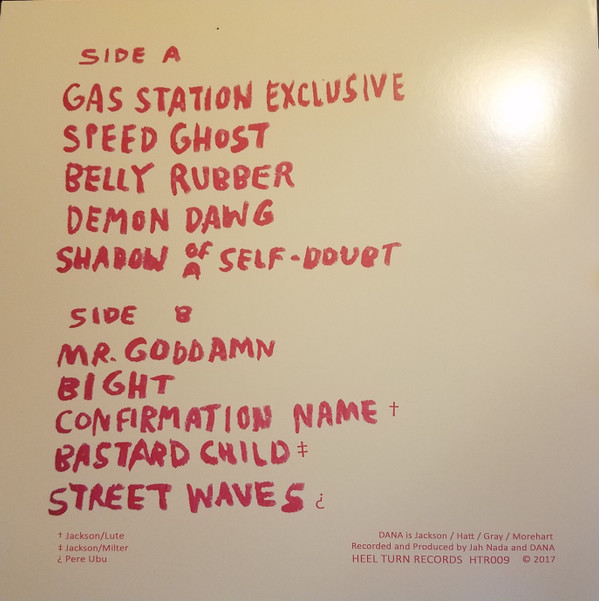 SIDE A
GAS STATION EXCLUSIVE
SPEED GHOST
BELLY RUBBER
DEMON DAWG
SHADOW OF A SELF-DOUBT
SIDE B
MR. GODDAMN
BIGHT
CONFIRMATION NAME †
BASTARD CHILD ‡
STREET WAVES ¿
† Jackson/Lute
‡ Jackson/Milter
¿ Pere Ubu
DANA is Jackson / Hatt / Gray / Morehart
Recorded and Produced by Jah Nada and DANA
HEEL TURN RECORDS HTR009 © 2017